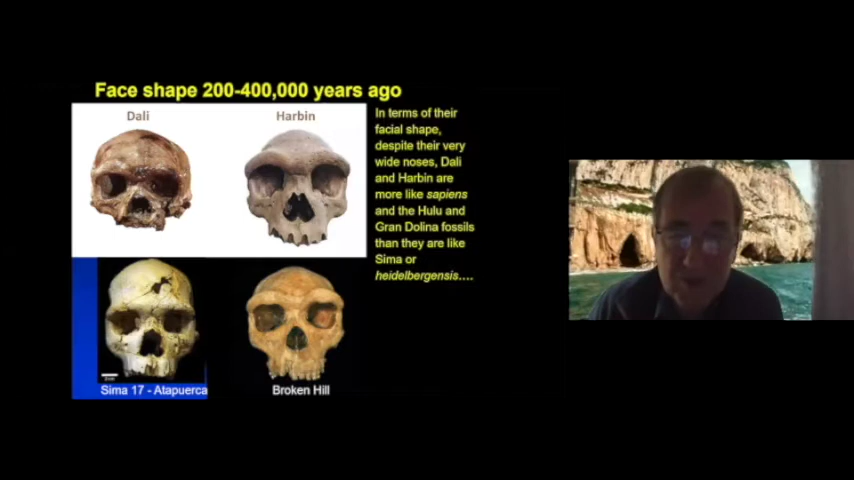 Face shape 200-400,000 years ago
Dali
Harbin
In terms of their
facial shape,
despite their very
wide noses, Dali
and Harbin are
more like sapiens
and the Hulu and
Gran Dolina fossils
than they are like
Sima or
heidelbergensis....
Sima 17 - Atapuerca
Broken Hill